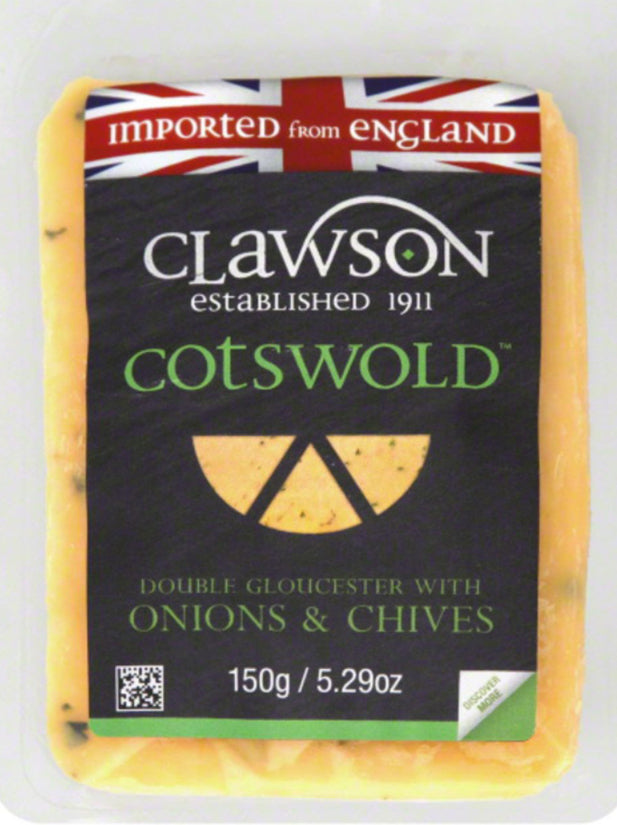 IMPORTED from ENGLAND
CLAWSON
ESTABLISHED 1911
COTSWOLD™
DOUBLE GLOUCESTER WITH
ONIONS & CHIVES
150g / 5.29oz
DISCOVER
MORE